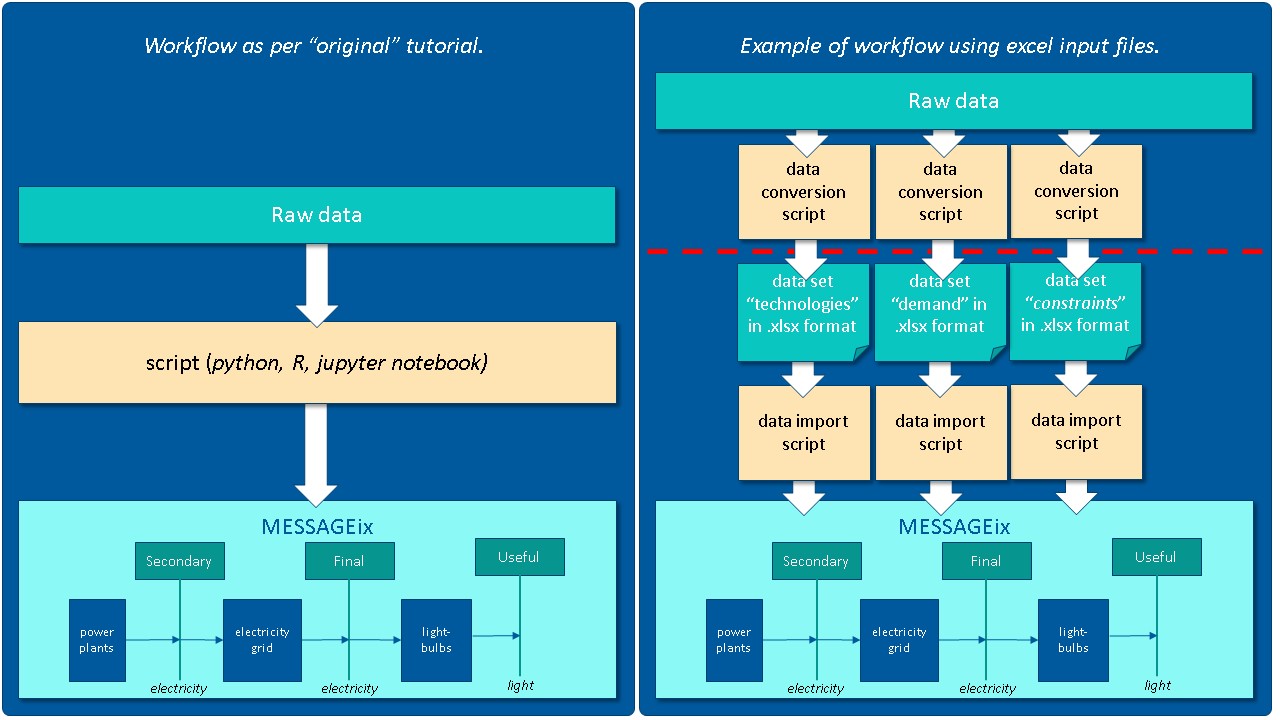 Workflow as per “original” tutorial.
Raw data
script (python, R, jupyter notebook)
MESSAGEix
Secondary
Final
Useful
power
plants
electricity
grid
light-
bulbs
electricity
electricity
light
Example of workflow using excel input files.
Raw data
data
conversion
script
data
conversion
script
data
conversion
script
data set
“technologies”
in .xlsx format
data set
“demand” in
.xlsx format
data set
“constraints”
in .xlsx format
data import
script
data import
script
data import
script
MESSAGEix
Secondary
Final
Useful
power
plants
electricity
grid
light-
bulbs
electricity
electricity
light